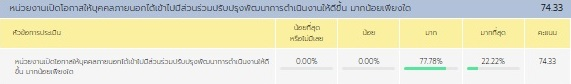 หน่วยงานเปิดโอกาสให้บุคคลภายนอกได้เข้าไปมีส่วนร่วมปรับปรุงพัฒนาการดำเนินงานให้ดีขึ้น มากน้อยเพียงใด 74.33
หัวข้อการประเมิน น้อยที่สุด หรือไม่มีเลย น้อย มาก มากที่สุด คะแนน
หน่วยงานเปิดโอกาสให้บุคคลภายนอกได้เข้าไปมีส่วนร่วมปรับปรุงพัฒนาการดำเนินงานให้ดี 0.00% 0.00% 77.78% 22.22% 74.33
ขึ้น มากน้อยเพียงใด